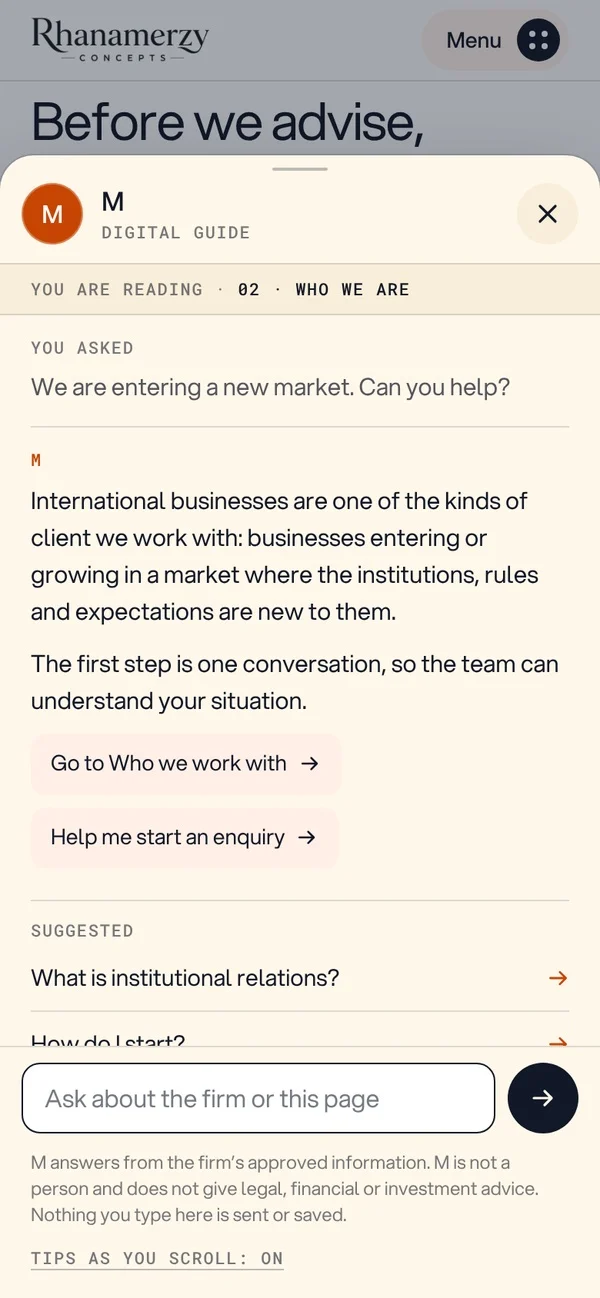 Rhanamerzy
CONCEPTS
Menu
Before we advise,
M
M
DIGITAL GUIDE
YOU ARE READING · 02 · WHO WE ARE
YOU ASKED
We are entering a new market. Can you help?
M
International businesses are one of the kinds of
client we work with: businesses entering or
growing in a market where the institutions, rules
and expectations are new to them.
The first step is one conversation, so the team can
understand your situation.
Go to Who we work with →
Help me start an enquiry →
SUGGESTED
What is institutional relations? →
How do I start? →
Ask about the firm or this page
M answers from the firm’s approved information. M is not a
person and does not give legal, financial or investment advice.
Nothing you type here is sent or saved.
TIPS AS YOU SCROLL: ON